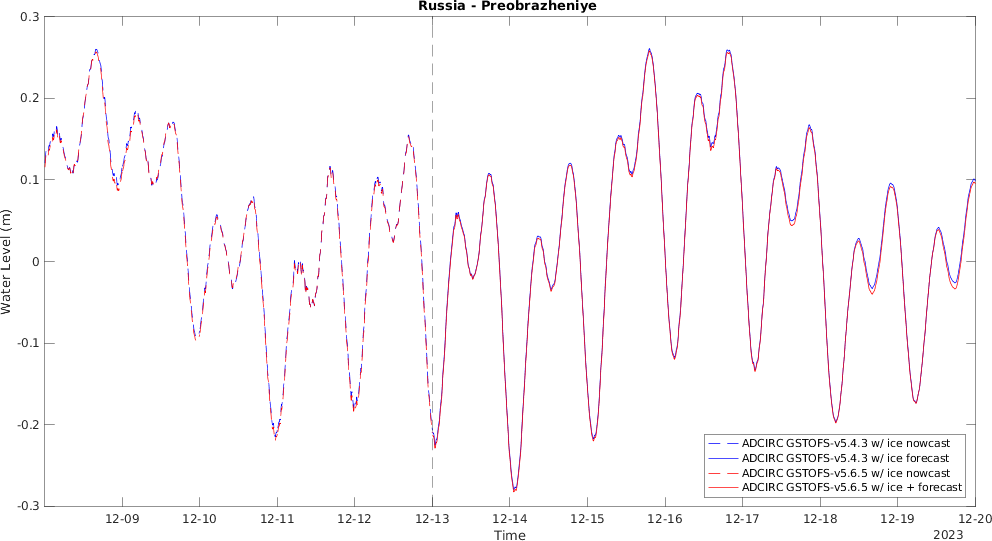 Russia - Preobrazheniye
0.3
0.2
0.1
0
-0.1
-0.2
-0.3
Water Level (m)
ADCIRC GSTOFS-v5.4.3 w/ ice nowcast
ADCIRC GSTOFS-v5.4.3 w/ ice forecast
ADCIRC GSTOFS-v5.6.5 w/ ice nowcast
ADCIRC GSTOFS-v5.6.5 w/ ice + forecast
12-09 12-10 12-11 12-12 12-13 12-14 12-15 12-16 12-17 12-18 12-19 12-20
Time
2023